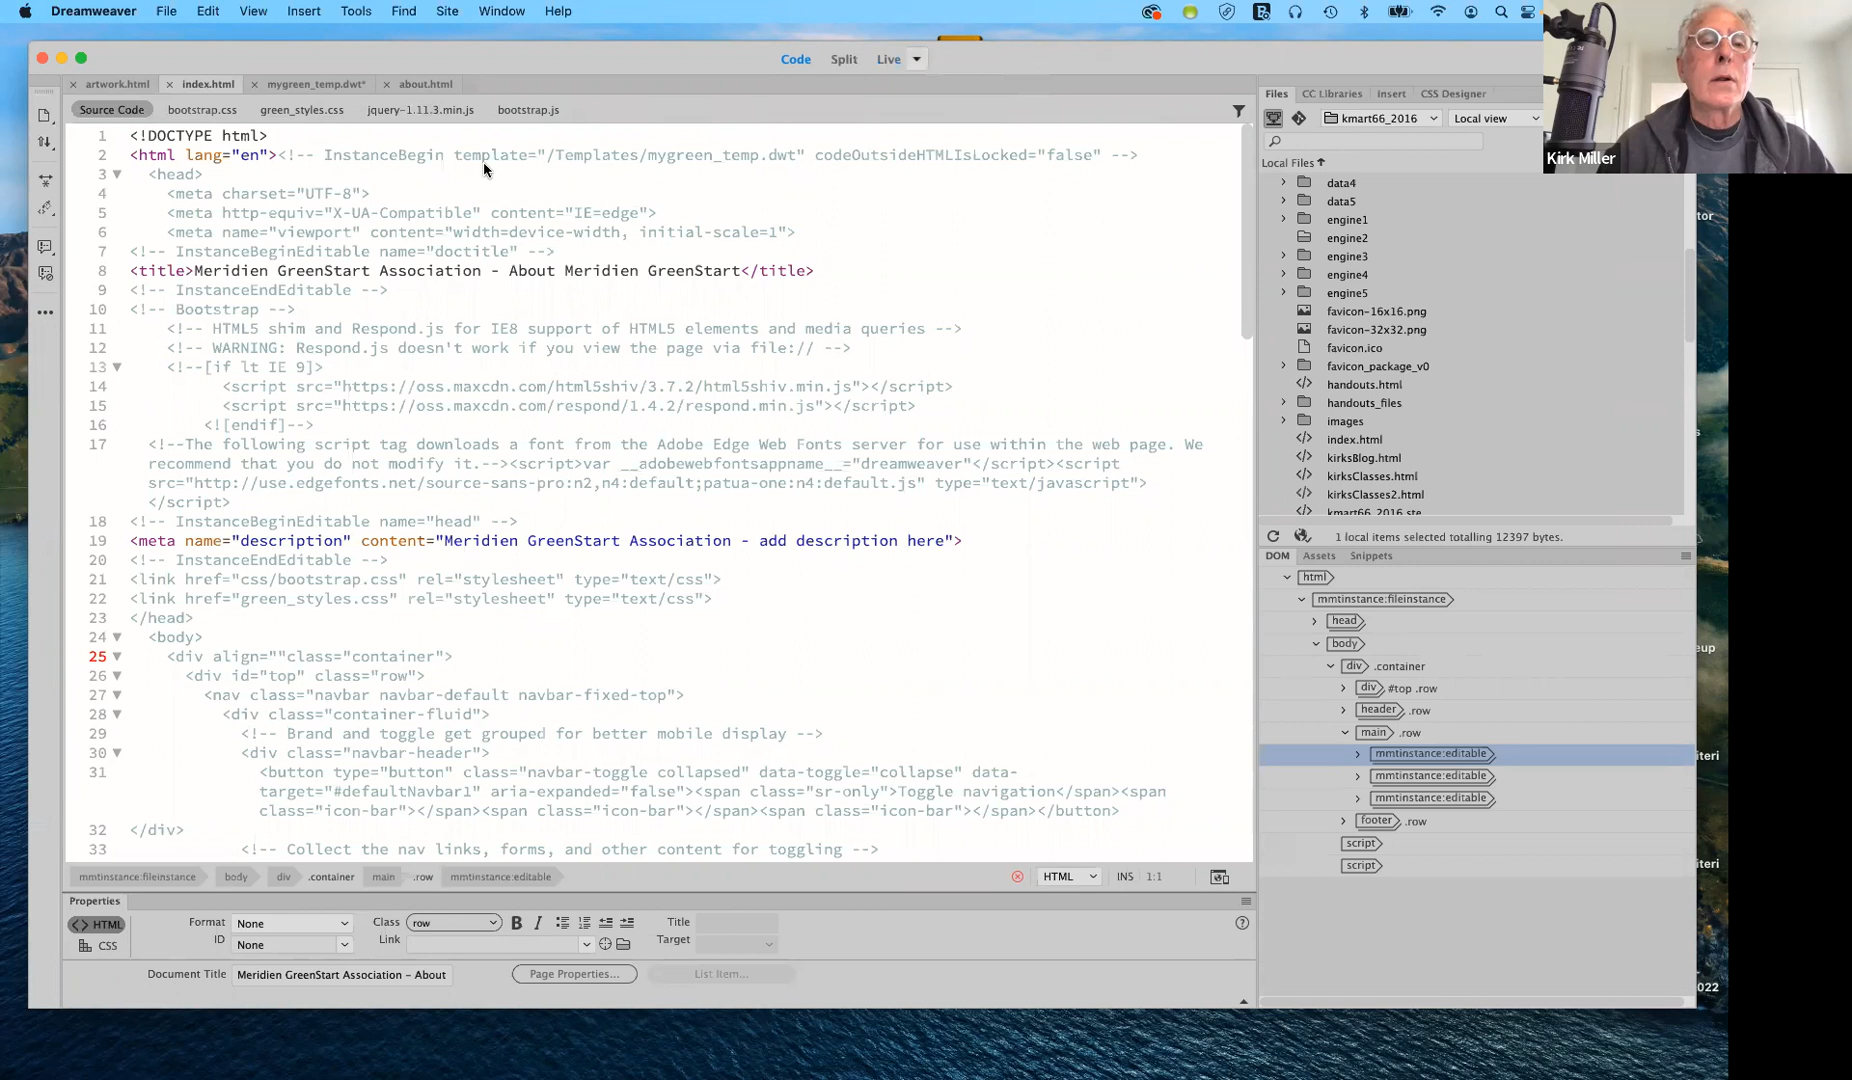 Dreamweaver File Edit View Insert Tools Find Site Window Help
Code Split Live
artwork.html index.html mygreen_temp.dwt* about.html
Source Code bootstrap.css green_styles.css jquery-1.11.3.min.js bootstrap.js
1 <!DOCTYPE html>
2 <html lang="en"><!-- InstanceBegin template="/Templates/mygreen_temp.dwt" codeOutsideHTMLIsLocked="false" -->
3 <head>
4 <meta charset="UTF-8">
5 <meta http-equiv="X-UA-Compatible" content="IE=edge">
6 <meta name="viewport" content="width=device-width, initial-scale=1">
7 <!-- InstanceBeginEditable name="doctitle" -->
8 <title>Meridien GreenStart Association - About Meridien GreenStart</title>
9 <!-- InstanceEndEditable -->
10 <!-- Bootstrap -->
11 <!-- HTML5 shim and Respond.js for IE8 support of HTML5 elements and media queries -->
12 <!-- WARNING: Respond.js doesn't work if you view the page via file:// -->
13 <!--[if lt IE 9]>
14 <script src="https://oss.maxcdn.com/html5shiv/3.7.2/html5shiv.min.js"></script>
15 <script src="https://oss.maxcdn.com/respond/1.4.2/respond.min.js"></script>
16 <![endif]-->
17 <!--The following script tag downloads a font from the Adobe Edge Web Fonts server for use within the web page. We
recommend that you do not modify it.--><script>var __adobewebfontsappname__="dreamweaver"</script><script
src="http://use.edgefonts.net/source-sans-pro:n2,n4:default;patua-one:n4:default.js" type="text/javascript">
</script>
18 <!-- InstanceBeginEditable name="head" -->
19 <meta name="description" content="Meridien GreenStart Association - add description here">
20 <!-- InstanceEndEditable -->
21 <link href="css/bootstrap.css" rel="stylesheet" type="text/css">
22 <link href="green_styles.css" rel="stylesheet" type="text/css">
23 </head>
24 <body>
25 <div align=""class="container">
26 <div id="top" class="row">
27 <nav class="navbar navbar-default navbar-fixed-top">
28 <div class="container-fluid">
29 <!-- Brand and toggle get grouped for better mobile display -->
30 <div class="navbar-header">
31 <button type="button" class="navbar-toggle collapsed" data-toggle="collapse" data-
target="#defaultNavbar1" aria-expanded="false"><span class="sr-only">Toggle navigation</span><span
class="icon-bar"></span><span class="icon-bar"></span><span class="icon-bar"></span></button>
32 </div>
33 <!-- Collect the nav links, forms, and other content for toggling -->
mmtinstance:fileinstance body div .container main .row mmtinstance:editable
HTML INS 1:1
Properties
HTML Format None Class row Title
CSS ID None Link Target
Document Title Meridien GreenStart Association - About Page Properties... List Item...
Files CC Libraries Insert CSS Designer
kmart66_2016 Local view
Local Files
data4
data5
engine1
engine2
engine3
engine4
engine5
favicon-16x16.png
favicon-32x32.png
favicon.ico
favicon_package_v0
handouts.html
handouts_files
images
index.html
kirksBlog.html
kirksClasses.html
kirksClasses2.html
kmart66_2016.ste
1 local items selected totalling 12397 bytes.
DOM Assets Snippets
html
mmtinstance:fileinstance
head
body
div .container
div #top .row
header .row
main .row
mmtinstance:editable
mmtinstance:editable
mmtinstance:editable
footer .row
script
script
Kirk Miller
tor
s
eup
iteri
iteri
s
022